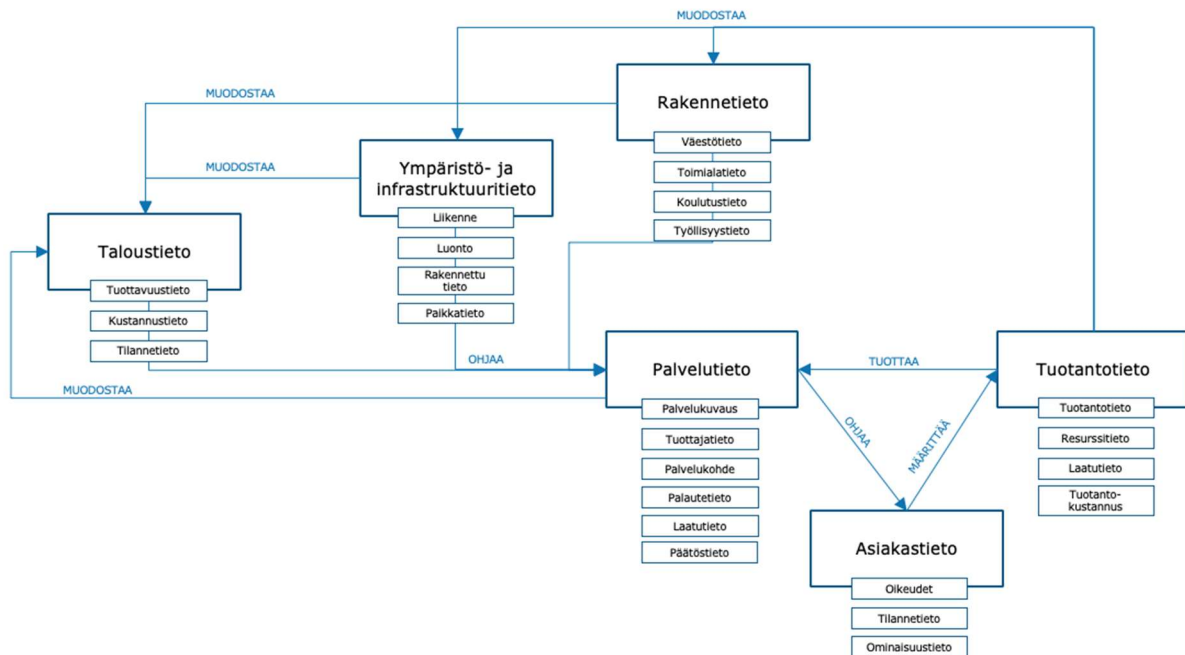 MUODOSTAA
Rakennetieto
Väestötieto
Toimialatieto
Koulutustieto
Työllisyystieto
MUODOSTAA
Ympäristö- ja
infrastruktuuritieto
Liikenne
Luonto
Rakennettu
tieto
Paikkatieto
MUODOSTAA
Taloustieto
Tuottavuustieto
Kustannustieto
Tilannetieto
OHJAA
MUODOSTAA
Palvelutieto
Palvelukuvaus
Tuottajatieto
Palvelukohde
Palautetieto
Laatutieto
Päätöstieto
TUOTTAA
OHJAA
MÄÄRITTÄÄ
Tuotantotieto
Tuotantotieto
Resurssitieto
Laatutieto
Tuotanto-
kustannus
Asiakastieto
Oikeudet
Tilannetieto
Ominaisuustieto